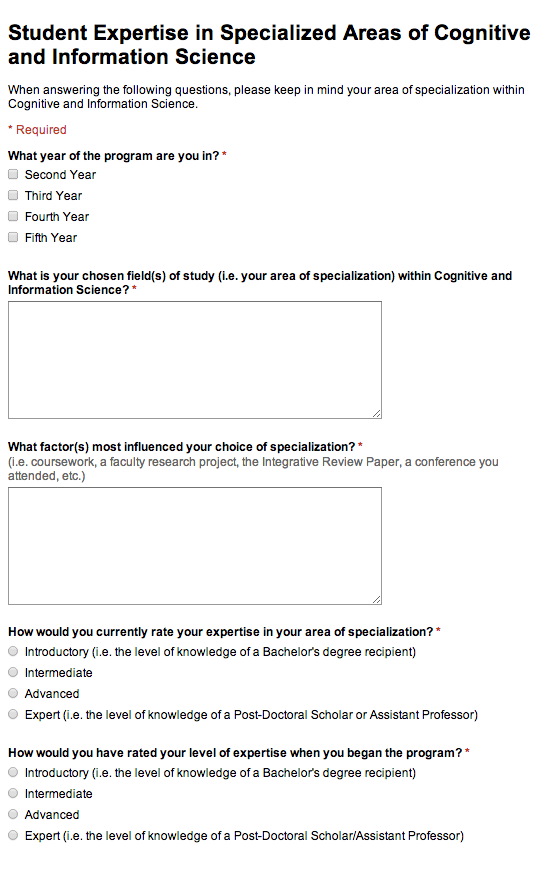 Student Expertise in Specialized Areas of Cognitive
and Information Science
When answering the following questions, please keep in mind your area of specialization within
Cognitive and Information Science.
* Required
What year of the program are you in? *
Second Year
Third Year
Fourth Year
Fifth Year
What is your chosen field(s) of study (i.e. your area of specialization) within Cognitive and
Information Science? *
What factor(s) most influenced your choice of specialization? *
(i.e. coursework, a faculty research project, the Integrative Review Paper, a conference you
attended, etc.)
How would you currently rate your expertise in your area of specialization? *
Introductory (i.e. the level of knowledge of a Bachelor's degree recipient)
Intermediate
Advanced
Expert (i.e. the level of knowledge of a Post-Doctoral Scholar or Assistant Professor)
How would you have rated your level of expertise when you began the program? *
Introductory (i.e. the level of knowledge of a Bachelor's degree recipient)
Intermediate
Advanced
Expert (i.e. the level of knowledge of a Post-Doctoral Scholar/Assistant Professor)